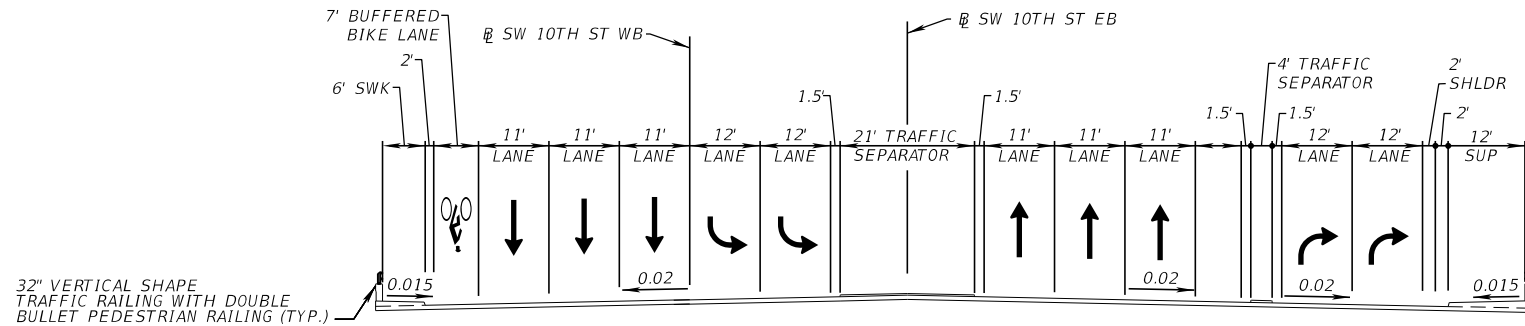 7' BUFFERED
BIKE LANE
2'
6' SWK
℄ SW 10TH ST WB
℄ SW 10TH ST EB
4' TRAFFIC
SEPARATOR
2'
SHLDR
1.5'
1.5'
1.5'
1.5'
2'
11'
LANE
11'
LANE
11'
LANE
12'
LANE
12'
LANE
21' TRAFFIC
SEPARATOR
11'
LANE
11'
LANE
11'
LANE
12'
LANE
12'
LANE
12'
SUP
0.015
0.02
0.02
0.02
0.015
32" VERTICAL SHAPE
TRAFFIC RAILING WITH DOUBLE
BULLET PEDESTRIAN RAILING (TYP.)